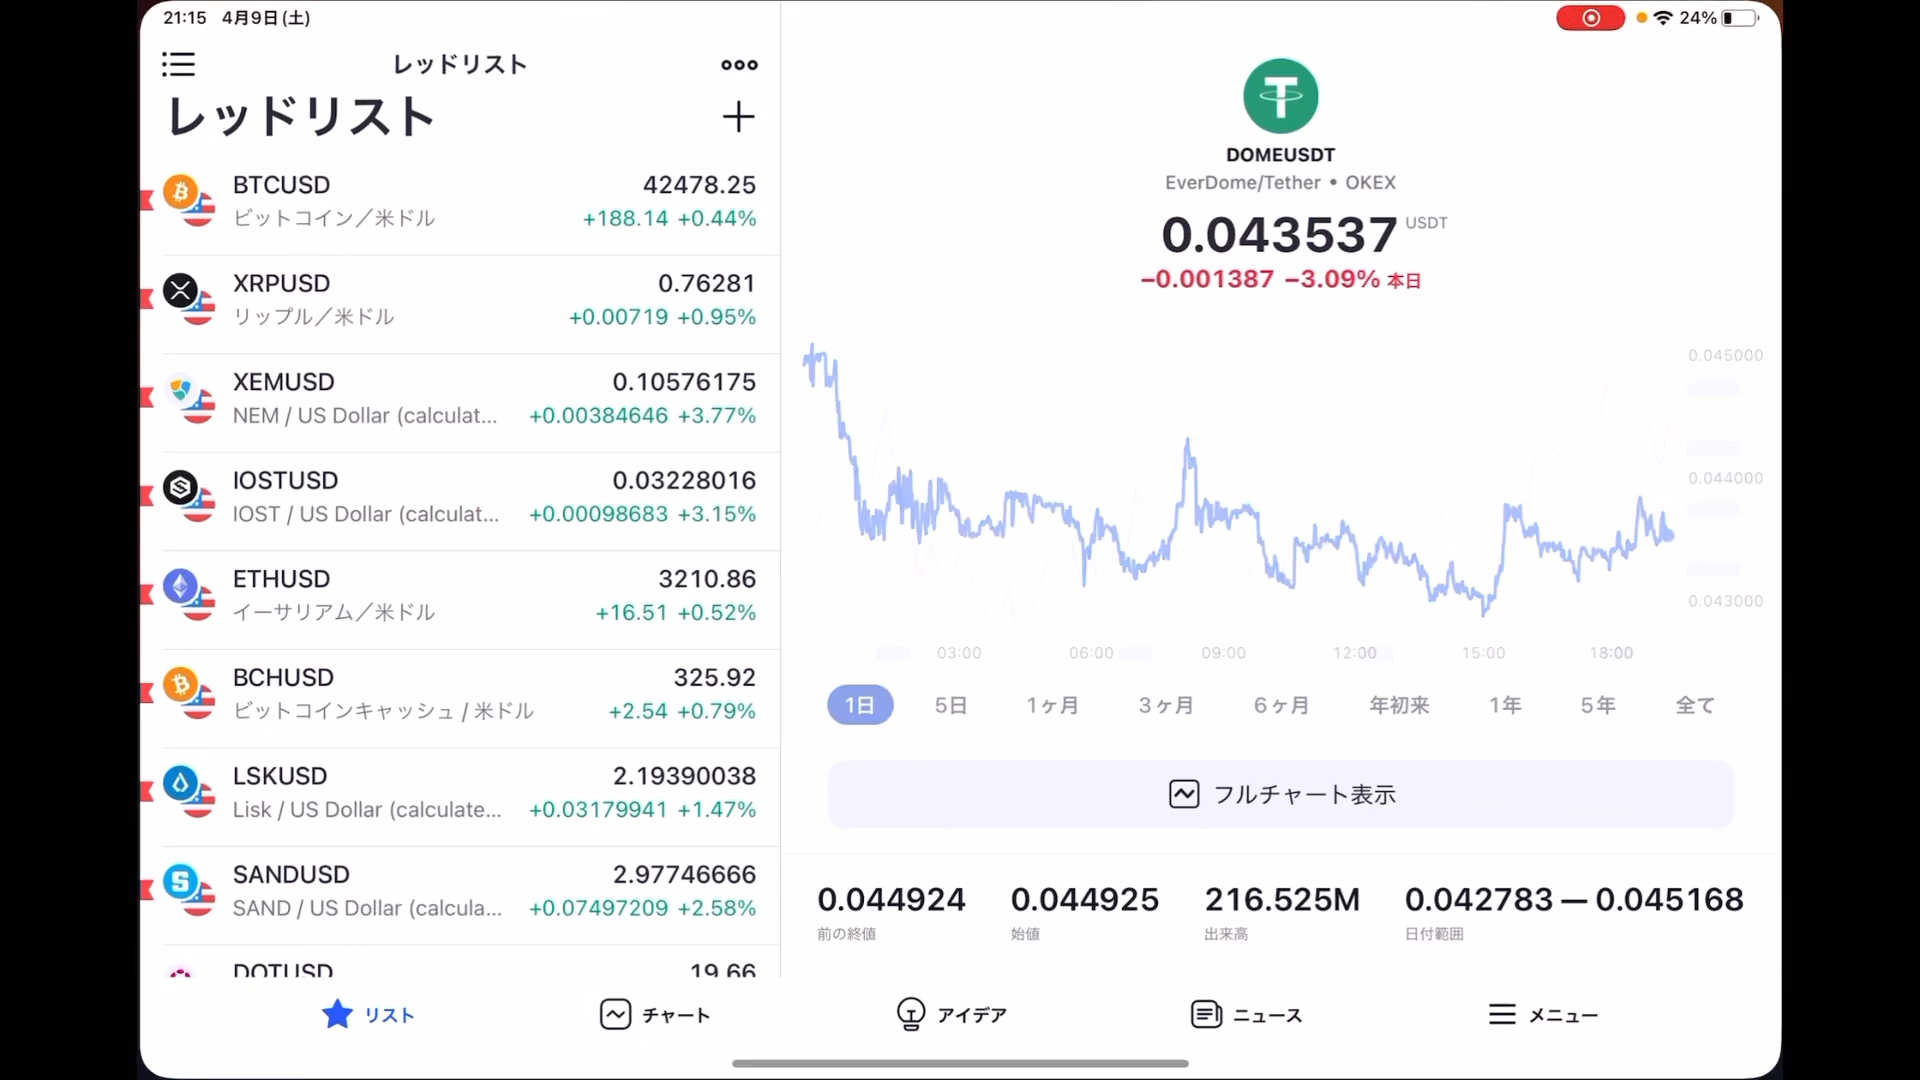 21:15 4月9日(土)
24%
レッドリスト
レッドリスト
BTCUSD 42478.25
ビットコイン／米ドル +188.14 +0.44%
XRPUSD 0.76281
リップル／米ドル +0.00719 +0.95%
XEMUSD 0.10576175
NEM / US Dollar (calculat... +0.00384646 +3.77%
IOSTUSD 0.03228016
IOST / US Dollar (calculat... +0.00098683 +3.15%
ETHUSD 3210.86
イーサリアム／米ドル +16.51 +0.52%
BCHUSD 325.92
ビットコインキャッシュ / 米ドル +2.54 +0.79%
LSKUSD 2.19390038
Lisk / US Dollar (calculate... +0.03179941 +1.47%
SANDUSD 2.97746666
SAND / US Dollar (calcula... +0.07497209 +2.58%
DOTUSD 19.66
DOMEUSDT
EverDome/Tether • OKEX
0.043537 USDT
−0.001387 −3.09% 本日
0.045000
0.044000
0.043000
03:00 06:00 09:00 12:00 15:00 18:00
1日 5日 1ヶ月 3ヶ月 6ヶ月 年初来 1年 5年 全て
フルチャート表示
0.044924 0.044925 216.525M 0.042783 — 0.045168
前の終値 始値 出来高 日付範囲
リスト チャート アイデア ニュース メニュー